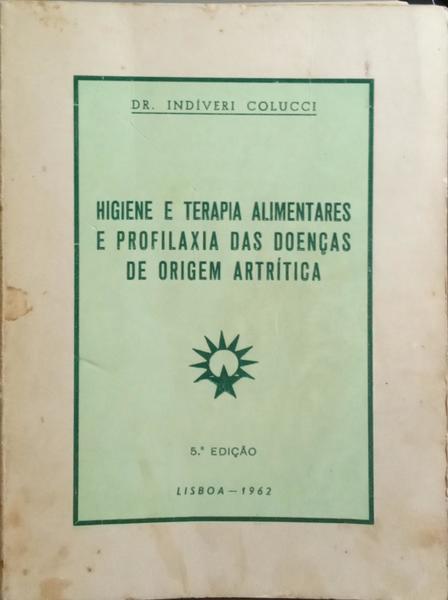 DR. INDÍVERI COLUCCI
HIGIENE E TERAPIA ALIMENTARES
E PROFILAXIA DAS DOENÇAS
DE ORIGEM ARTRÍTICA
5.ª EDIÇÃO
LISBOA — 1962